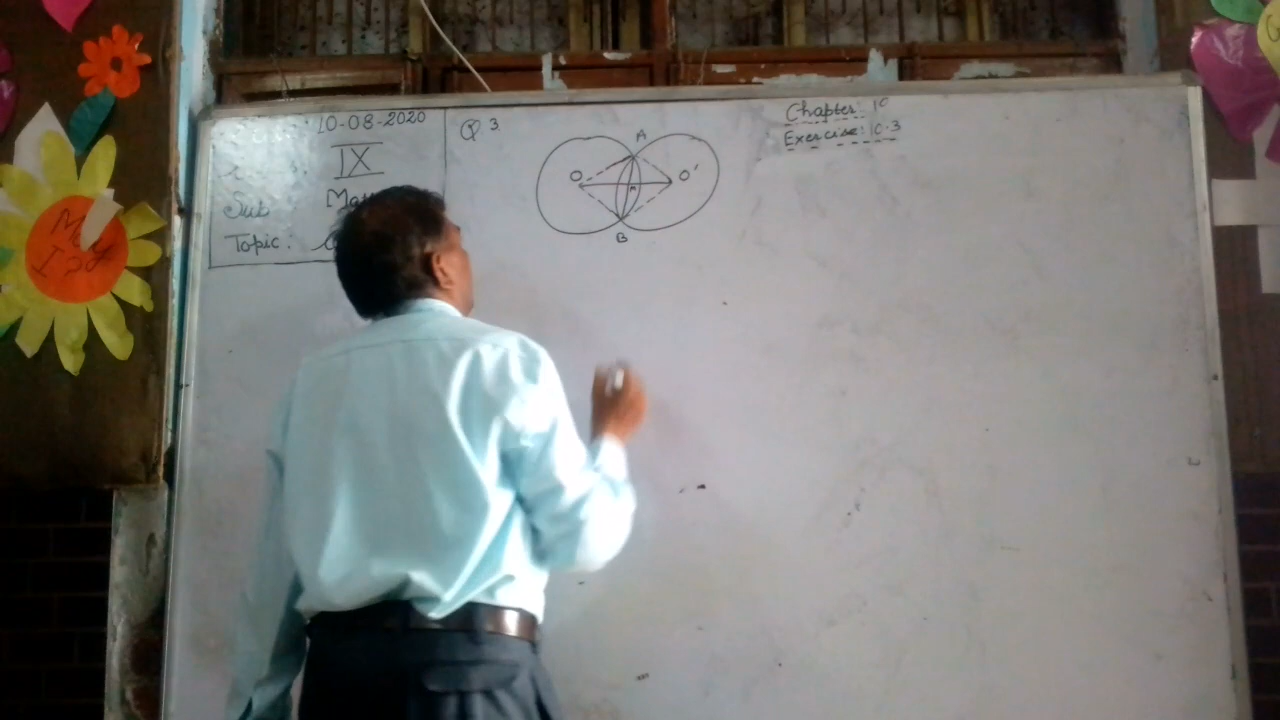 10-08-2020
IX
Sub
Topic.
Q 3.
A
O
M
O'
B
Chapter: 10
Exercise: 10.3